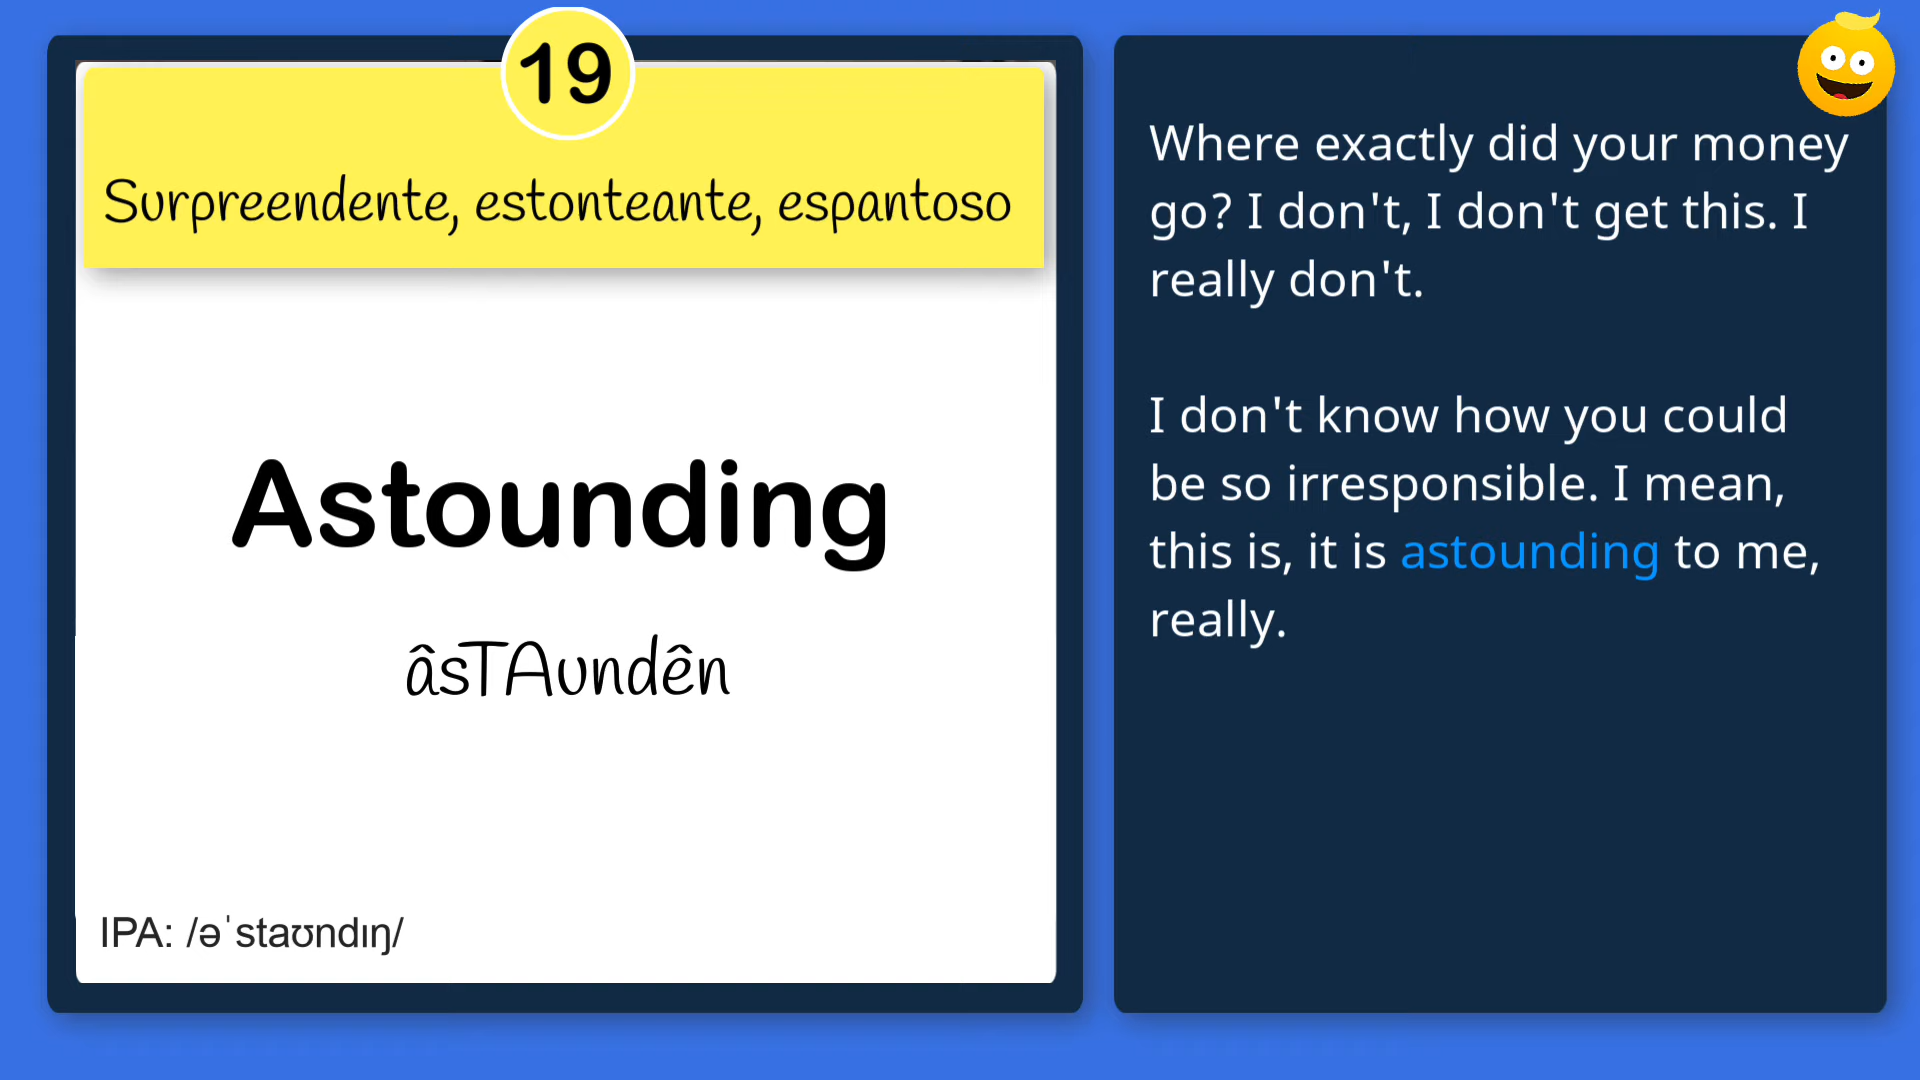 19
Surpreendente, estonteante, espantoso
Astounding
âsTAundên
IPA: /əˈstaʊndɪŋ/
Where exactly did your money
go? I don't, I don't get this. I
really don't.
I don't know how you could
be so irresponsible. I mean,
this is, it is astounding to me,
really.